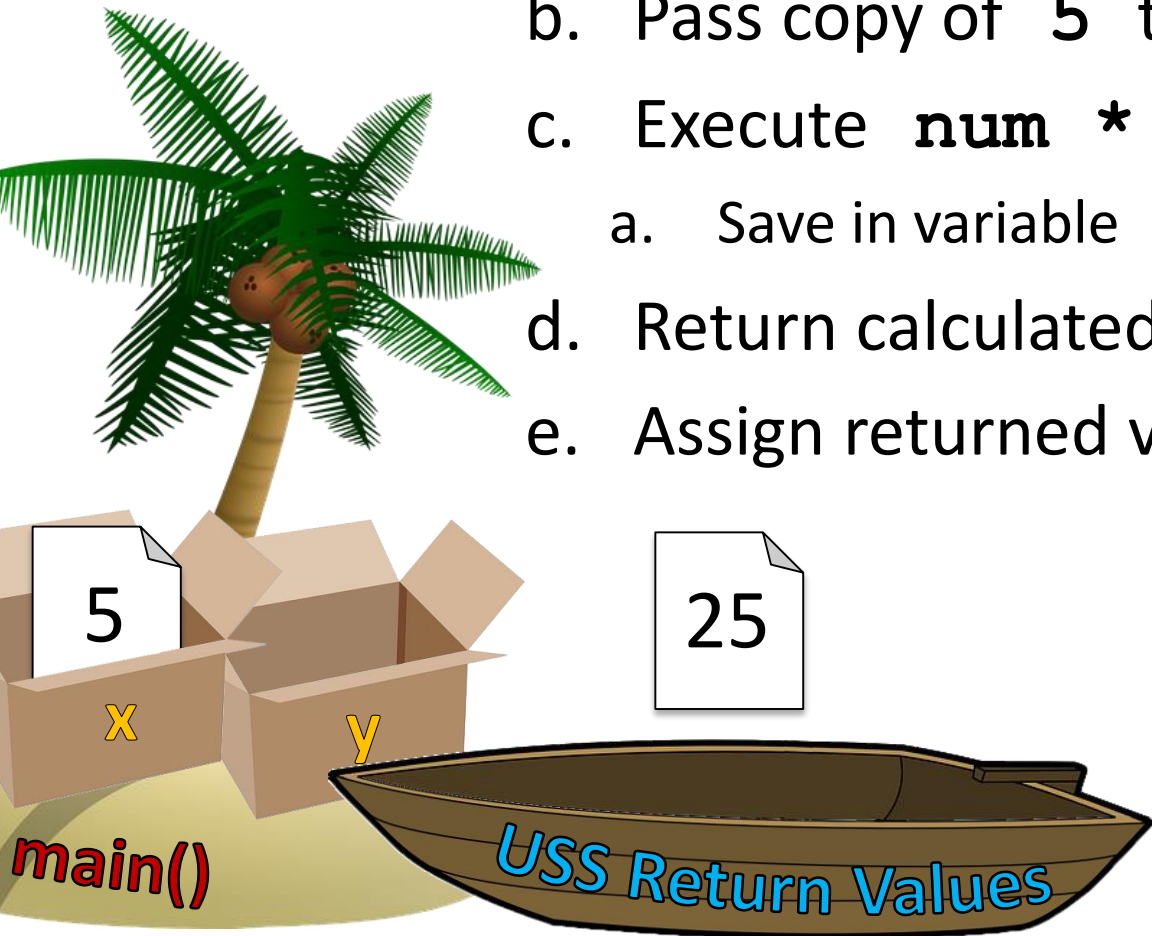 b. Pass copy of 5
c. Execute num *
a. Save in variable
d. Return calculated
e. Assign returned
5
25
x
y
main()
USS Return Values